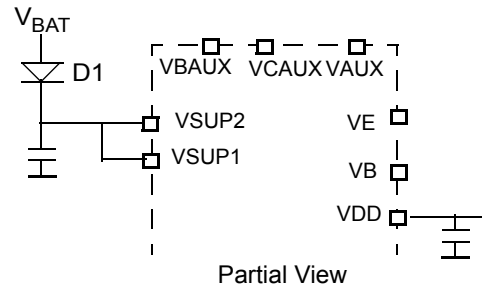 VBAT
D1
VBAUX VCAUX VAUX
VSUP2
VE
VSUP1
VB
VDD
Partial View